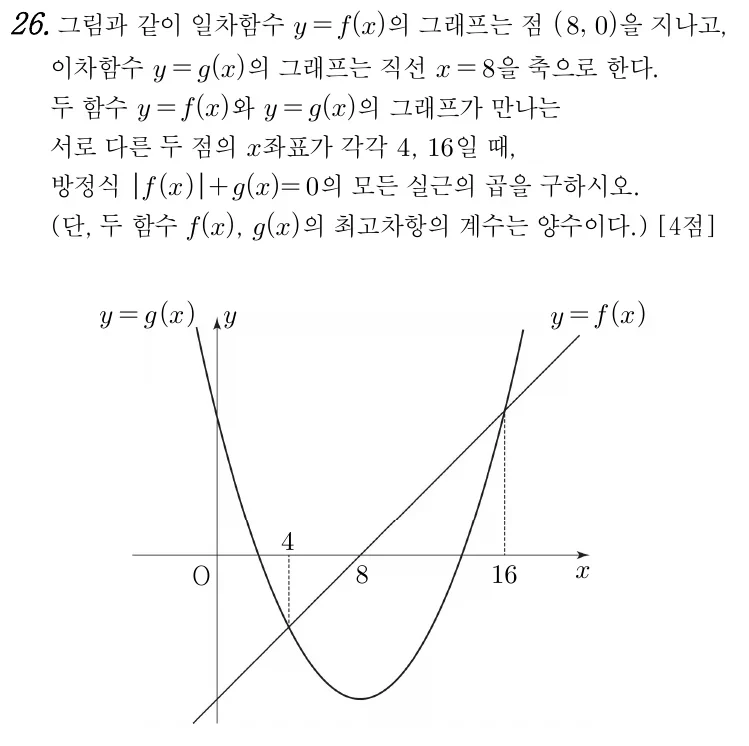 26. 그림과 같이 일차함수 y=f(x)의 그래프는 점 (8, 0)을 지나고,
이차함수 y=g(x)의 그래프는 직선 x=8을 축으로 한다.
두 함수 y=f(x)와 y=g(x)의 그래프가 만나는
서로 다른 두 점의 x좌표가 각각 4, 16일 때,
방정식 |f(x)|+g(x)=0의 모든 실근의 곱을 구하시오.
(단, 두 함수 f(x), g(x)의 최고차항의 계수는 양수이다.) [4점]
y=g(x) y y=f(x)
4
O 8 16 x